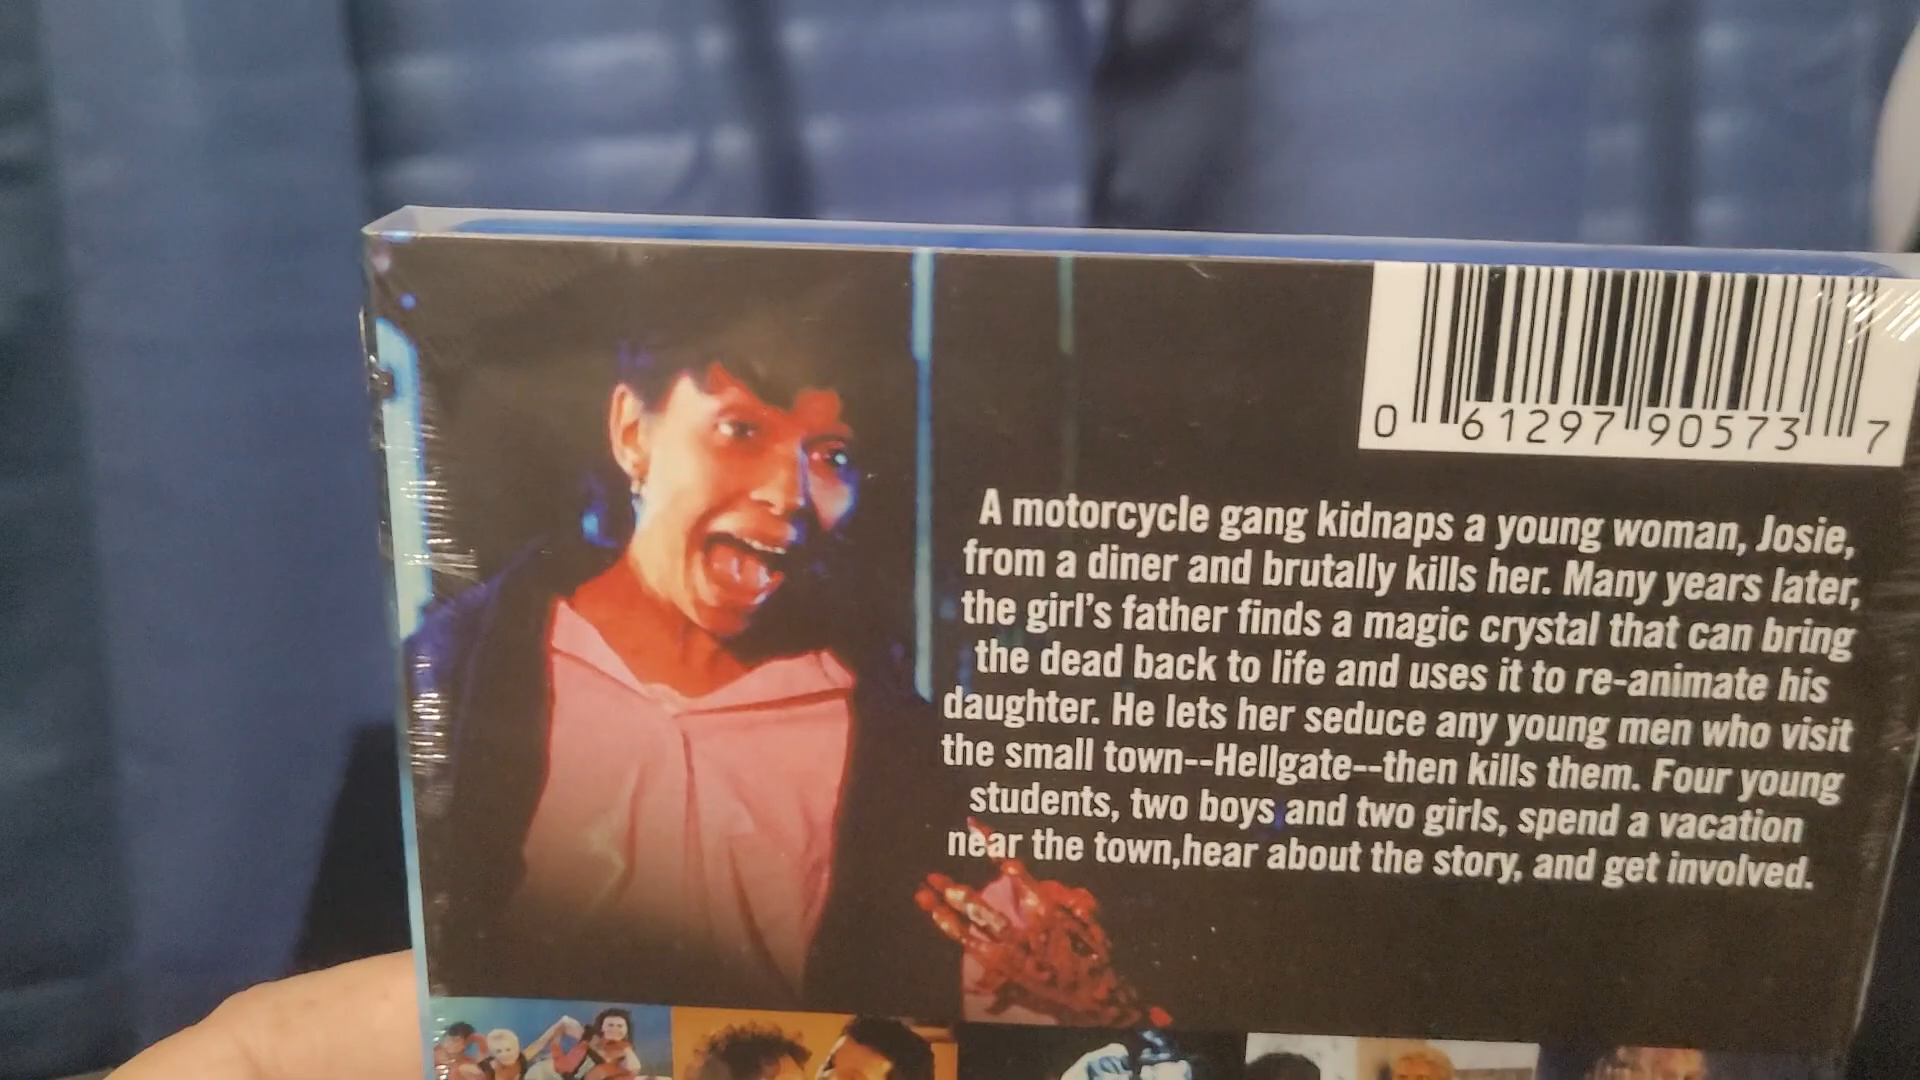 0 61297 90573 7
A motorcycle gang kidnaps a young woman, Josie,
from a diner and brutally kills her. Many years later,
the girl's father finds a magic crystal that can bring
the dead back to life and uses it to re-animate his
daughter. He lets her seduce any young men who visit
the small town--Hellgate--then kills them. Four young
students, two boys and two girls, spend a vacation
near the town,hear about the story, and get involved.